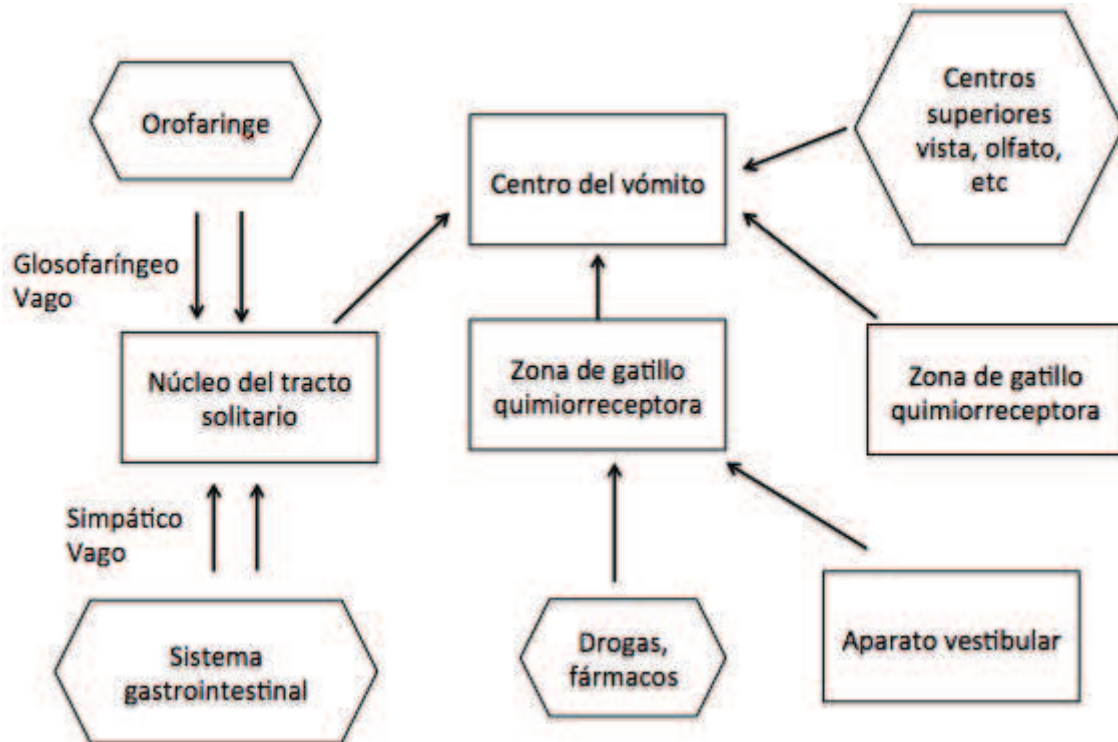 Orofaringe
Centros
superiores
vista, olfato,
etc
Centro del vómito
Glosofaríngeo
Vago
Núcleo del tracto
solitario
Zona de gatillo
quimiorreceptora
Zona de gatillo
quimiorreceptora
Simpático
Vago
Sistema
gastrointestinal
Drogas,
fármacos
Aparato vestibular